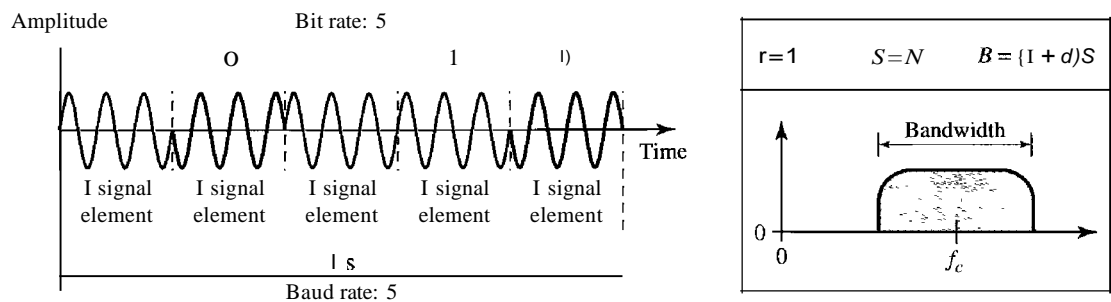 Amplitude Bit rate: 5
O 1 I)
Time
I signal I signal I signal I signal I signal
element element element element element
I s
Baud rate: 5
r=1 S=N B={I + d)S
Bandwidth
0
0 f_c